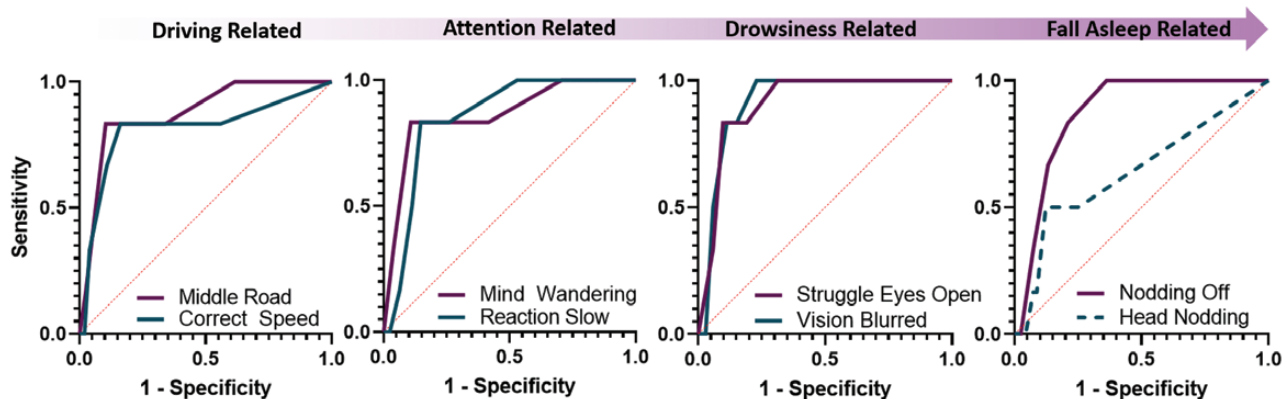 Driving Related
Attention Related
Drowsiness Related
Fall Asleep Related
Sensitivity
1.0
0.5
0.0
Middle Road
Correct Speed
0.0 0.5 1.0
1 - Specificity
1.0
0.5
0.0
Mind Wandering
Reaction Slow
0.0 0.5 1.0
1 - Specificity
1.0
0.5
0.0
Struggle Eyes Open
Vision Blurred
0.0 0.5 1.0
1 - Specificity
1.0
0.5
0.0
Nodding Off
Head Nodding
0.0 0.5 1.0
1 - Specificity